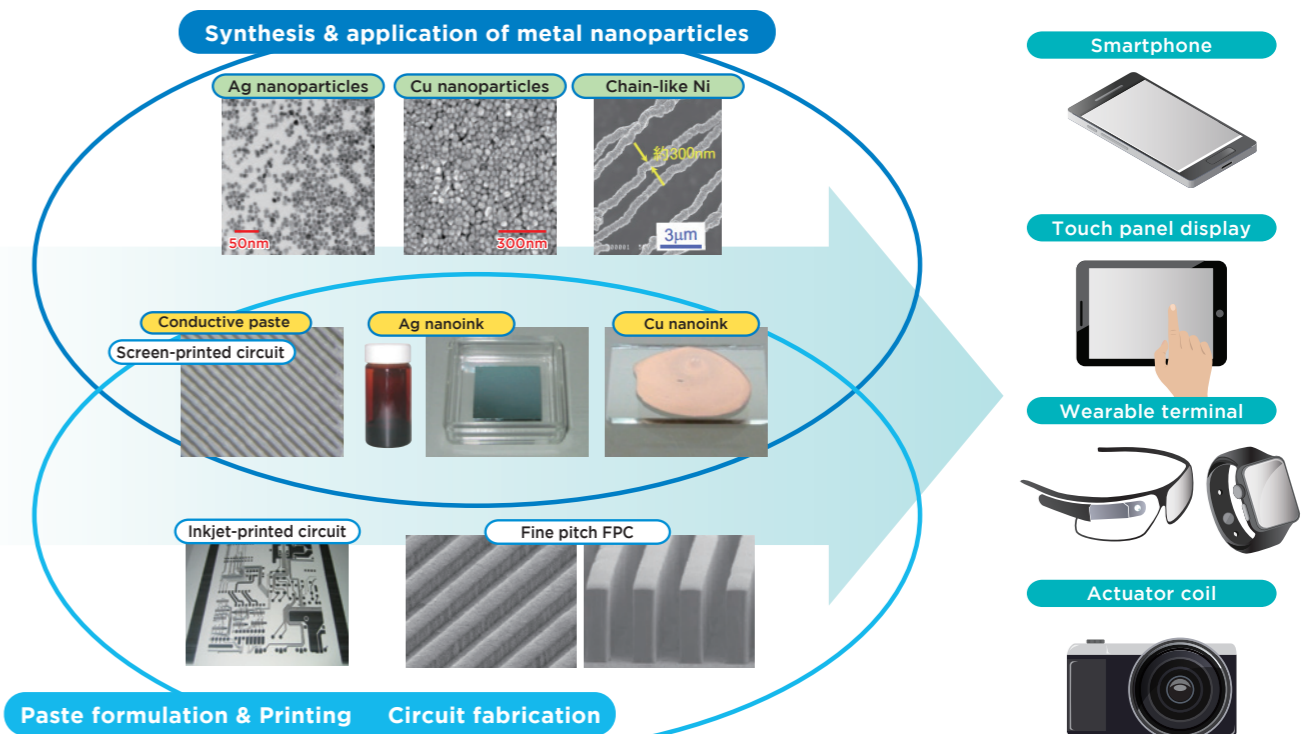 Synthesis & application of metal nanoparticles
Ag nanoparticles
Cu nanoparticles
Chain-like Ni
50nm
300nm
約300nm
3μm
Conductive paste
Screen-printed circuit
Ag nanoink
Cu nanoink
Inkjet-printed circuit
Fine pitch FPC
Paste formulation & Printing
Circuit fabrication
Smartphone
Touch panel display
Wearable terminal
Actuator coil